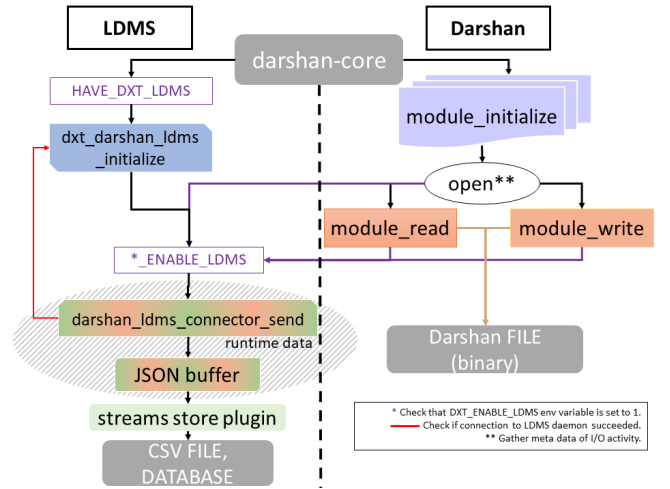 LDMS
Darshan
darshan-core
HAVE_DXT_LDMS
module_initialize
dxt_darshan_ldms
_initialize
open**
module_read
module_write
*_ENABLE_LDMS
darshan_ldms_connector_send
runtime data
Darshan FILE
(binary)
JSON buffer
streams store plugin
CSV FILE,
DATABASE
* Check that DXT_ENABLE_LDMS env variable is set to 1.
Check if connection to LDMS daemon succeeded.
** Gather meta data of I/O activity.